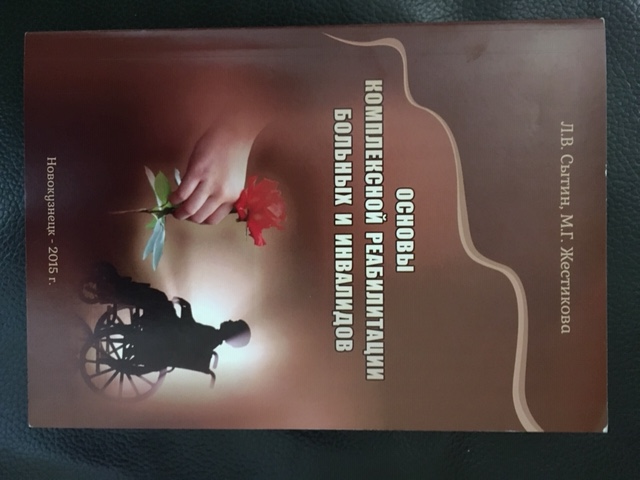 Л.В. Сытин, М.Г. Жестикова
ОСНОВЫ
КОМПЛЕКСНОЙ РЕАБИЛИТАЦИИ
БОЛЬНЫХ И ИНВАЛИДОВ
Новокузнецк - 2015 г.